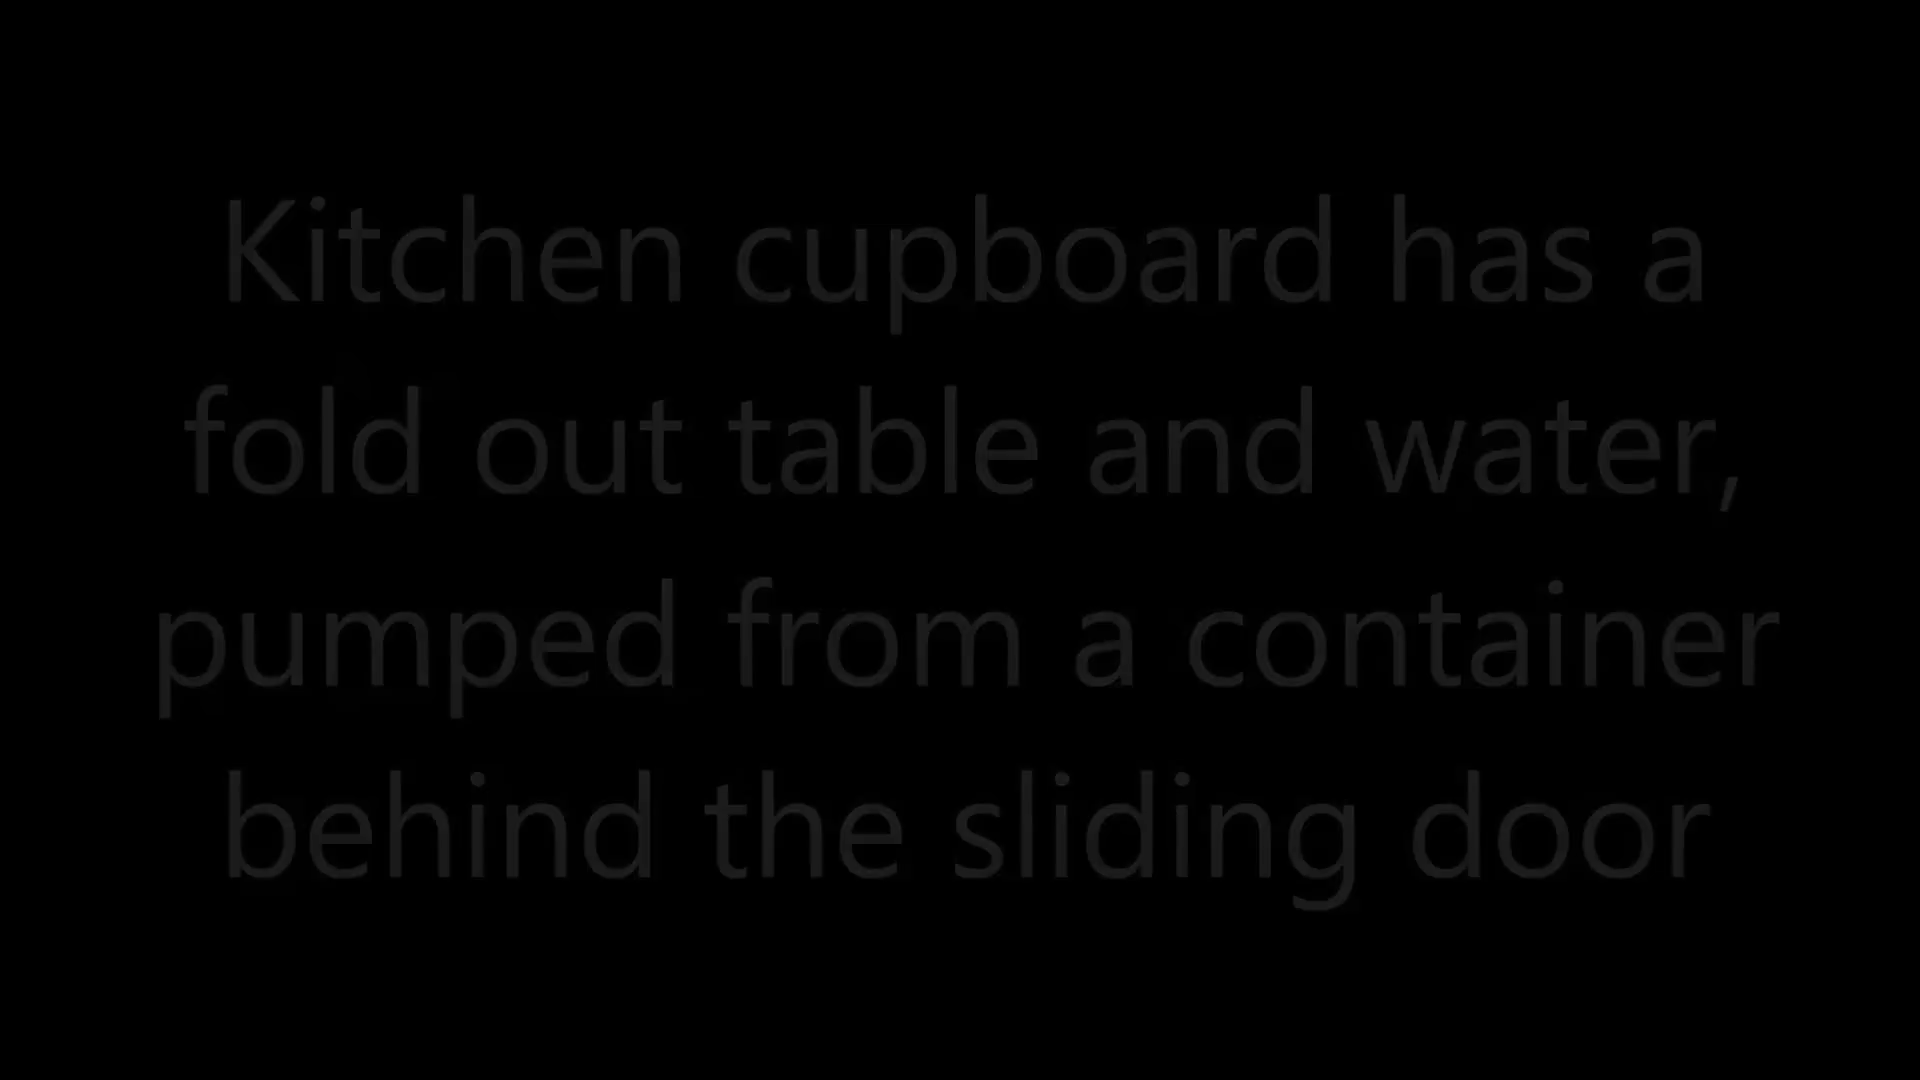 Kitchen cupboard has a
fold out table and water,
pumped from a container
behind the sliding door